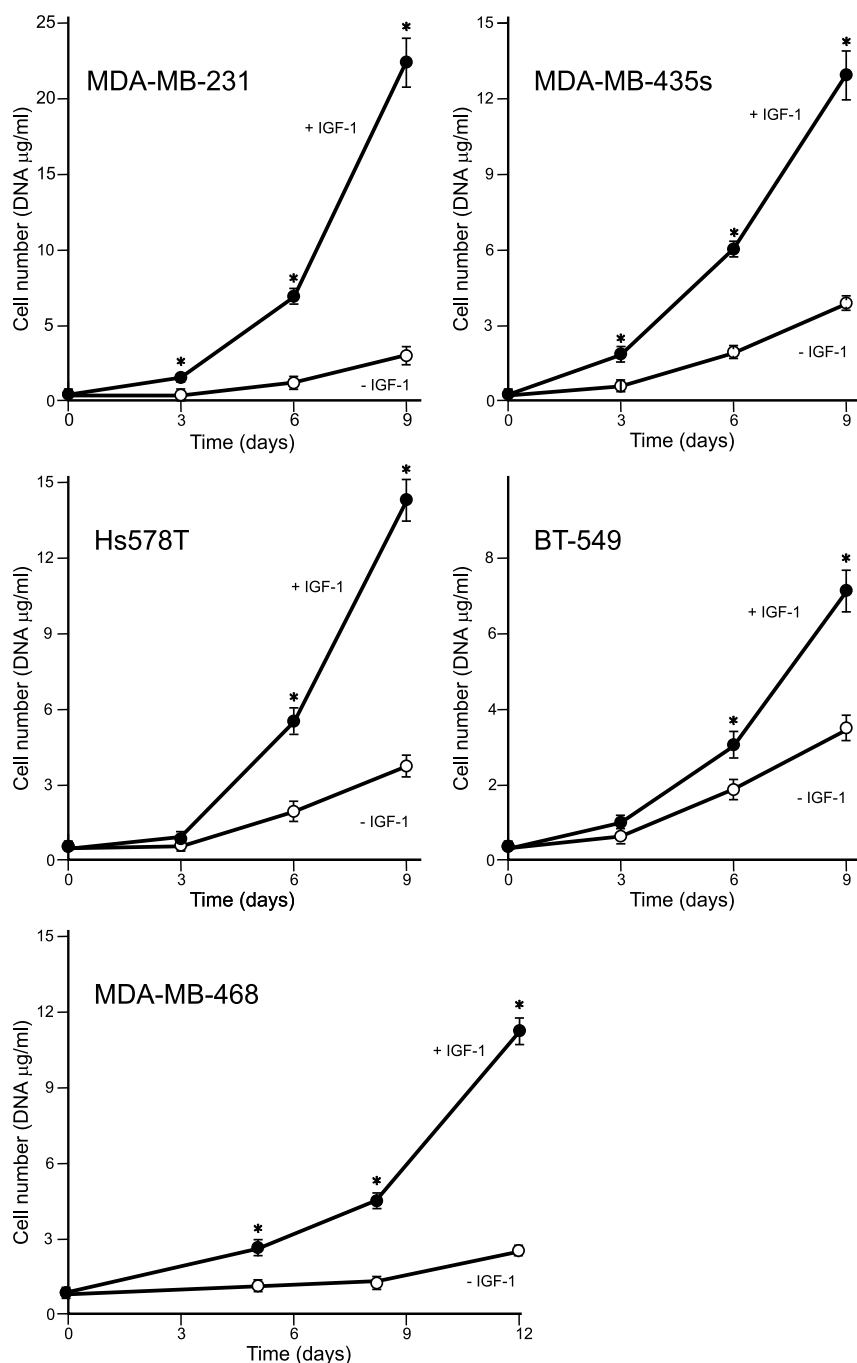 MDA-MB-231
Cell number (DNA µg/ml)
25
20
15
10
5
0
*
*
*
+ IGF-1
- IGF-1
0 3 6 9
Time (days)
MDA-MB-435s
Cell number (DNA µg/ml)
15
12
9
6
3
0
*
*
*
+ IGF-1
- IGF-1
0 3 6 9
Time (days)
Hs578T
Cell number (DNA µg/ml)
15
12
9
6
3
0
*
*
+ IGF-1
- IGF-1
0 3 6 9
Time (days)
BT-549
Cell number (DNA µg/ml)
8
6
4
2
0
*
*
+ IGF-1
- IGF-1
0 3 6 9
Time (days)
MDA-MB-468
Cell number (DNA µg/ml)
15
12
9
6
3
0
*
*
*
+ IGF-1
- IGF-1
0 3 6 9 12
Time (days)